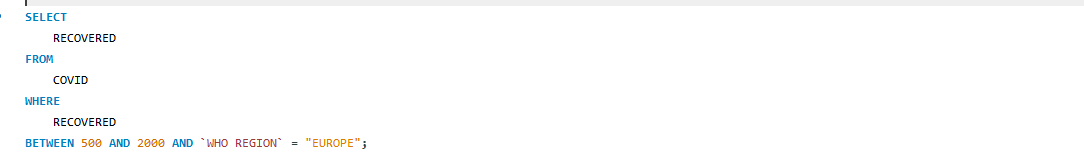 SELECT
RECOVERED
FROM
COVID
WHERE
RECOVERED
BETWEEN 500 AND 2000 AND `WHO REGION` = "EUROPE";